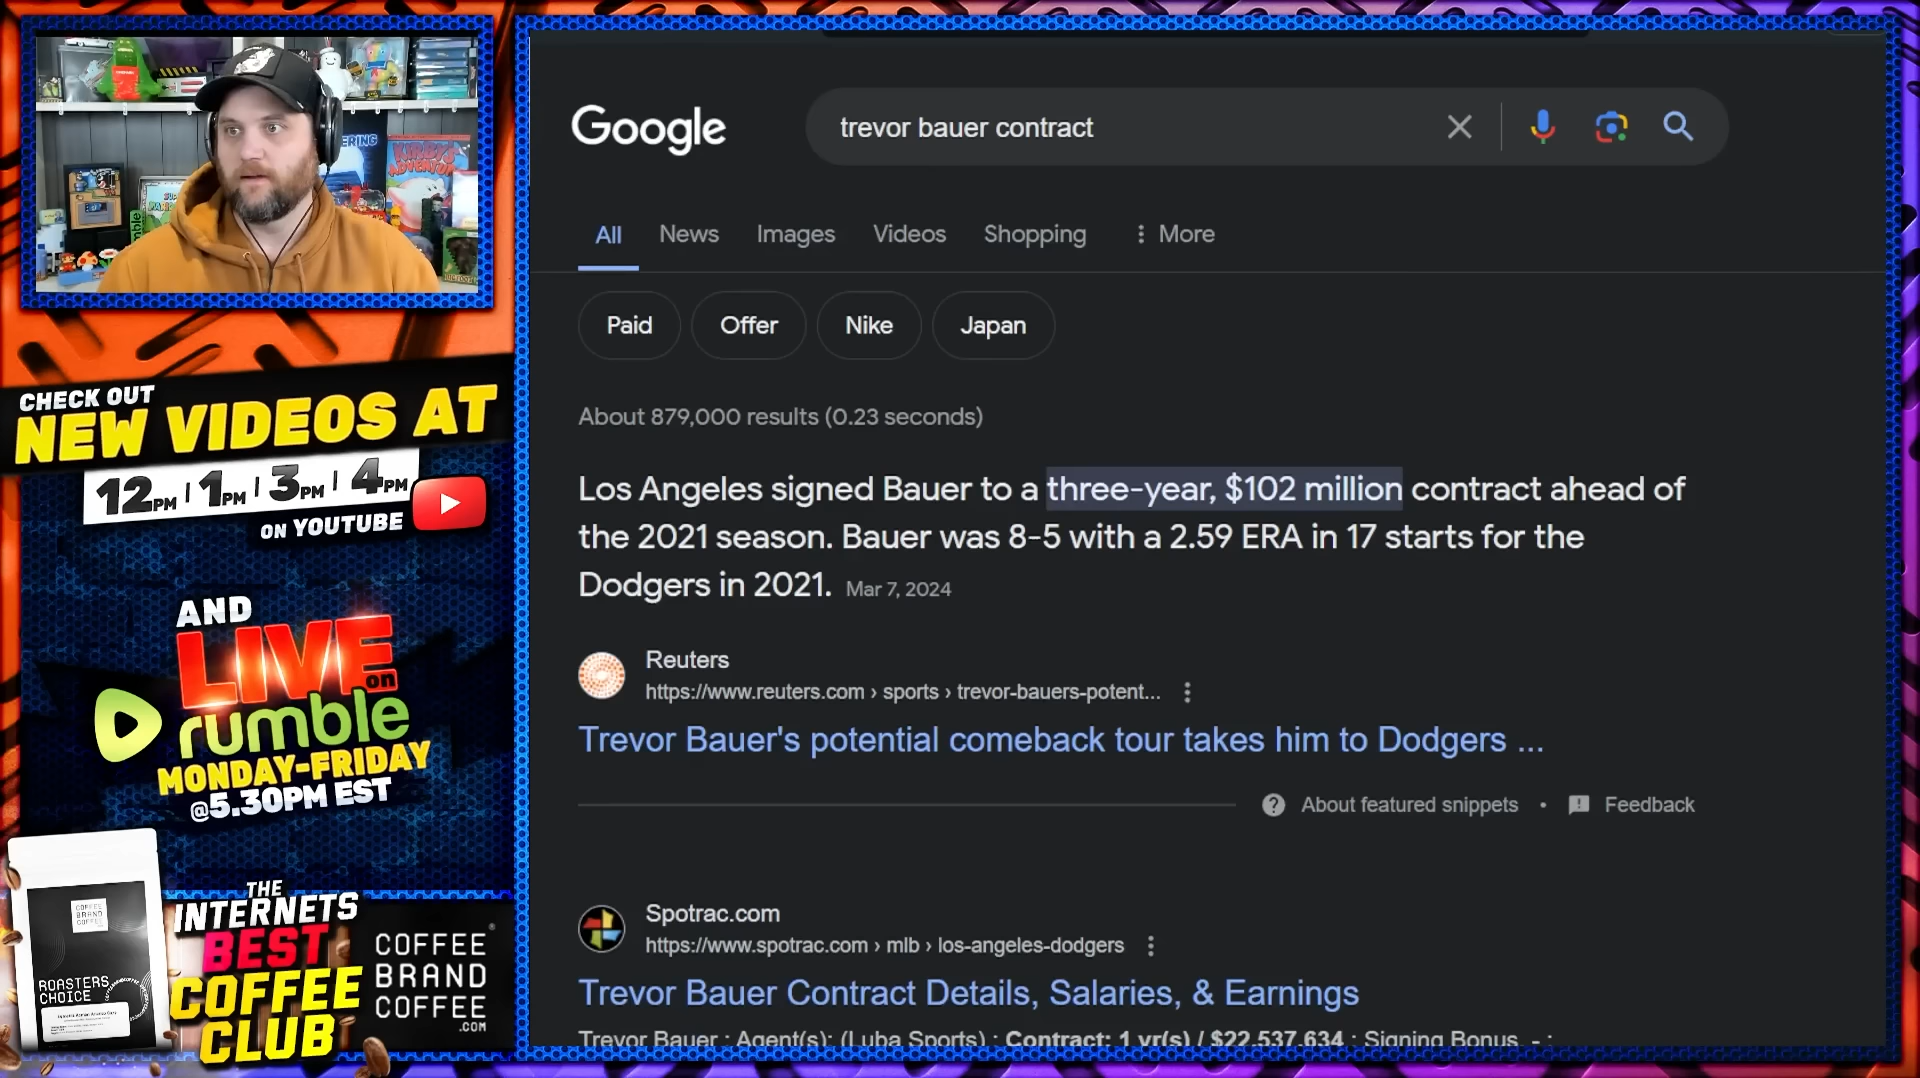 ERING
KIRBY'S
ADVENTURE
CHECK OUT
NEW VIDEOS AT
12PM | 1PM | 3PM | 4PM
ON YOUTUBE
AND
LIVE
on
rumble
MONDAY-FRIDAY
@5.30PM EST
COFFEE
BRAND
COFFEE
ROASTERS
CHOICE
THE
INTERNETS
BEST
COFFEE
CLUB
COFFEE
BRAND
COFFEE
.COM
Google
trevor bauer contract
All News Images Videos Shopping More
Paid Offer Nike Japan
About 879,000 results (0.23 seconds)
Los Angeles signed Bauer to a three-year, $102 million contract ahead of
the 2021 season. Bauer was 8-5 with a 2.59 ERA in 17 starts for the
Dodgers in 2021. Mar 7, 2024
Reuters
https://www.reuters.com › sports › trevor-bauers-potent...
Trevor Bauer's potential comeback tour takes him to Dodgers ...
About featured snippets • Feedback
Spotrac.com
https://www.spotrac.com › mlb › los-angeles-dodgers
Trevor Bauer Contract Details, Salaries, & Earnings
Trevor Bauer ; Agent(s): (Luba Sports) ; Contract: 1 yr(s) / $22,537,634 ; Signing Bonus. - ;